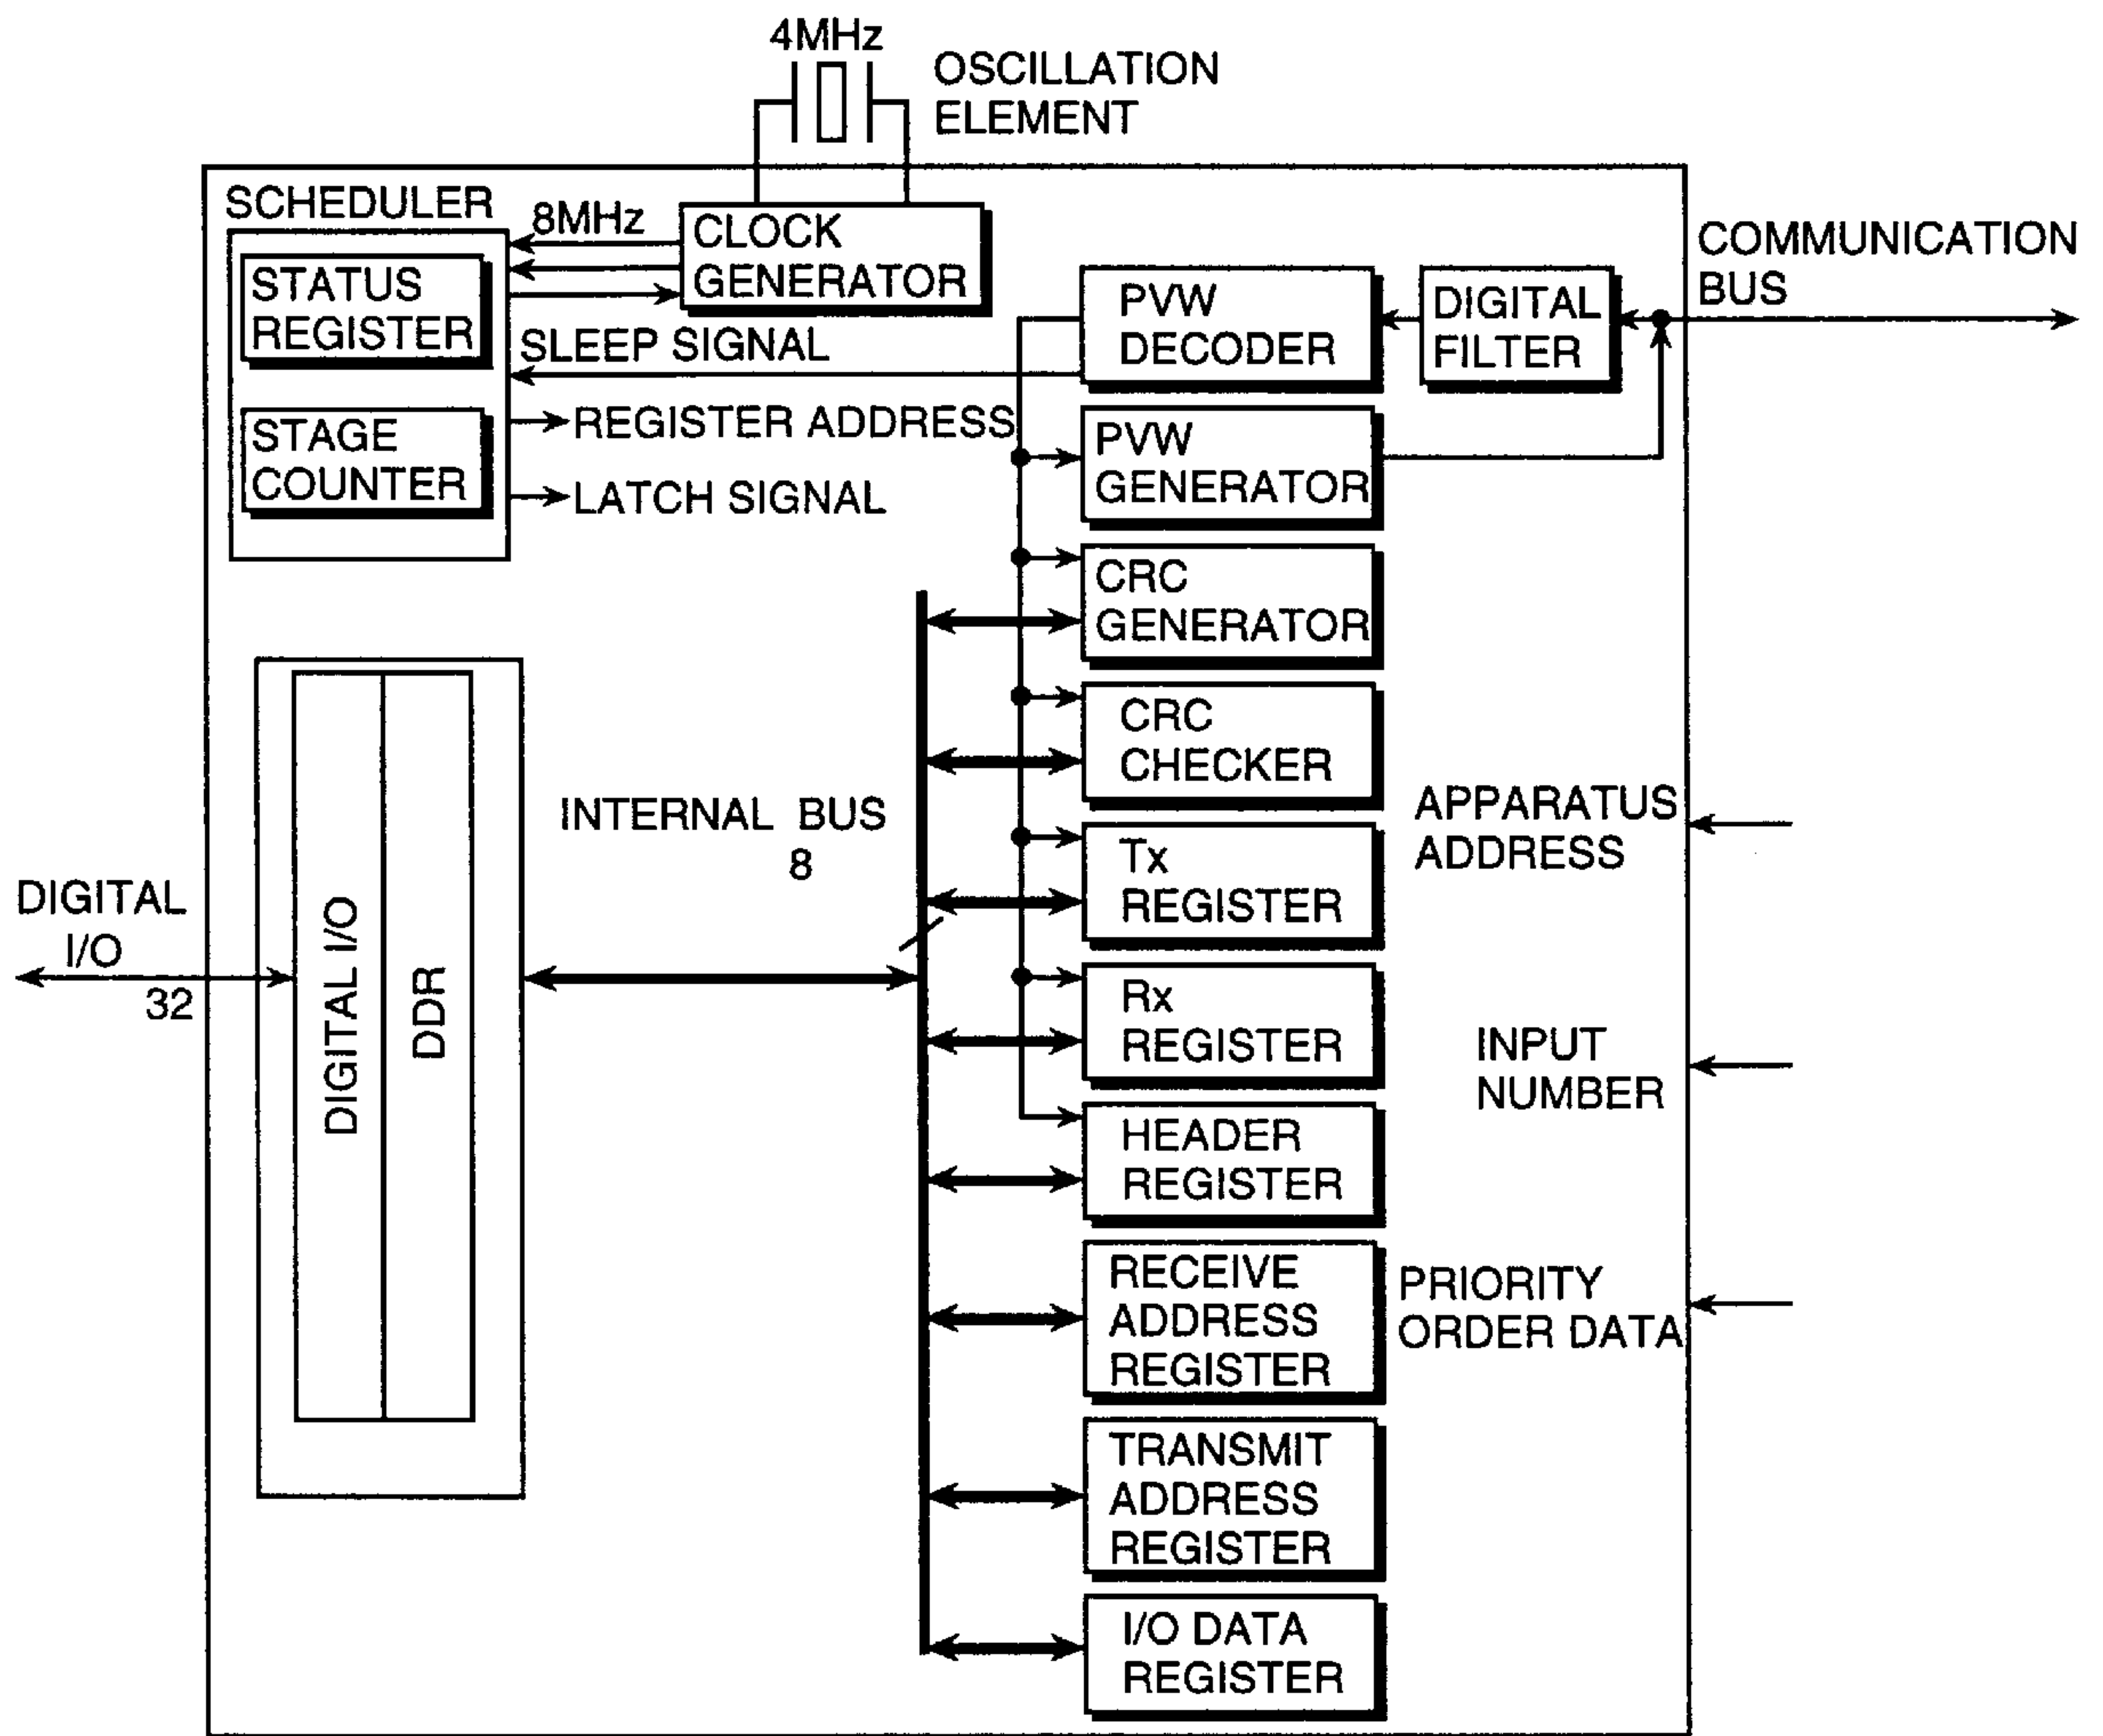 4MHz
OSCILLATION
ELEMENT
SCHEDULER
8MHz
CLOCK
GENERATOR
STATUS
REGISTER
SLEEP SIGNAL
STAGE
COUNTER
REGISTER ADDRESS
LATCH SIGNAL
PVW
DECODER
DIGITAL
FILTER
COMMUNICATION
BUS
PVW
GENERATOR
CRC
GENERATOR
CRC
CHECKER
INTERNAL BUS
8
Tx
REGISTER
APPARATUS
ADDRESS
DIGITAL
I/O
32
DIGITAL I/O
DDR
Rx
REGISTER
INPUT
NUMBER
HEADER
REGISTER
RECEIVE
ADDRESS
REGISTER
PRIORITY
ORDER DATA
TRANSMIT
ADDRESS
REGISTER
I/O DATA
REGISTER